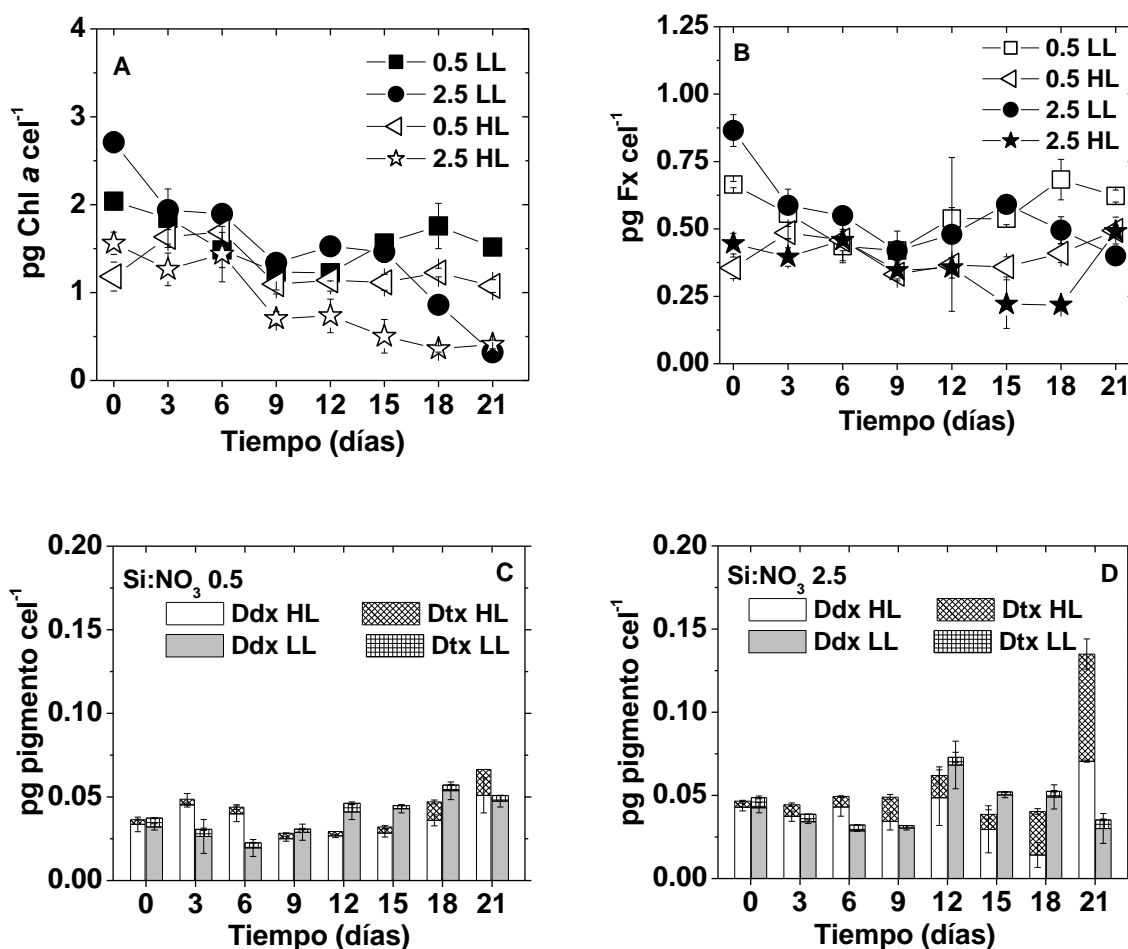 A
0.5 LL
2.5 LL
0.5 HL
2.5 HL
4
3
2
1
0
pg Chl a cel⁻¹
0 3 6 9 12 15 18 21
Tiempo (días)
B
0.5 LL
0.5 HL
2.5 LL
2.5 HL
1.25
1.00
0.75
0.50
0.25
0.00
pg Fx cel⁻¹
0 3 6 9 12 15 18 21
Tiempo (días)
Si:NO₃ 0.5
C
Ddx HL Dtx HL
Ddx LL Dtx LL
0.20
0.15
0.10
0.05
0.00
pg pigmento cel⁻¹
0 3 6 9 12 15 18 21
Tiempo (días)
Si:NO₃ 2.5
D
Ddx HL Dtx HL
Ddx LL Dtx LL
0.20
0.15
0.10
0.05
0.00
pg pigmento cel⁻¹
0 3 6 9 12 15 18 21
Tiempo (días)